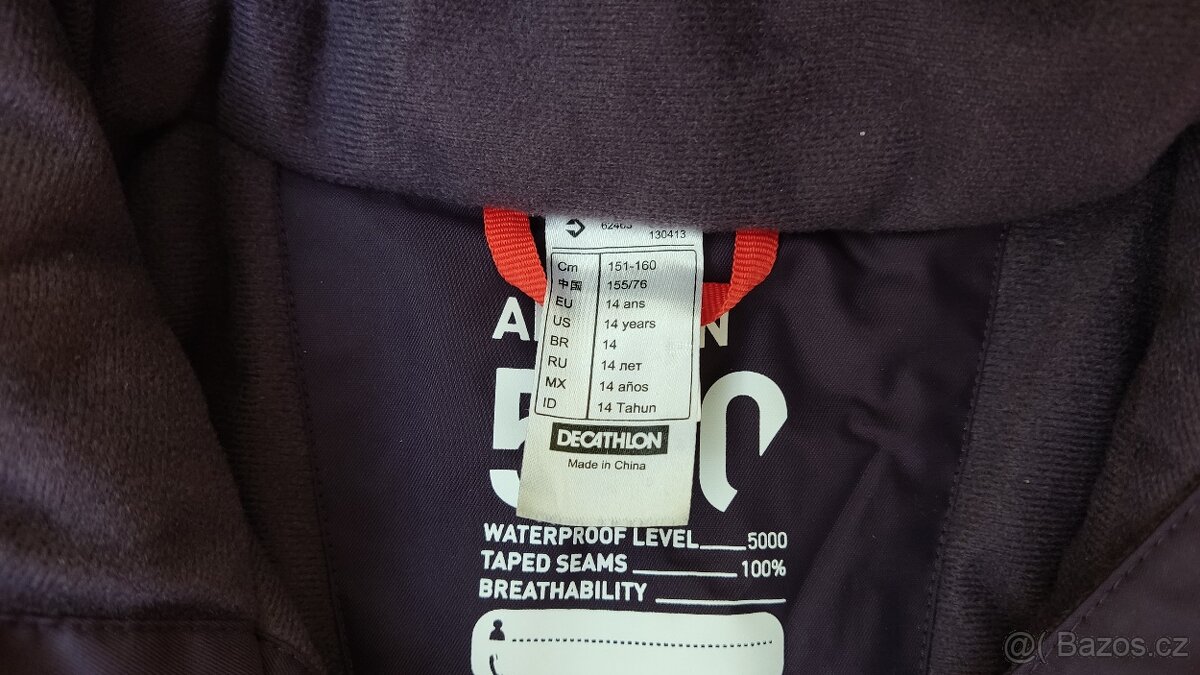 130413
Cm 151-160
中国 155/76
EU 14 ans
US 14 years
BR 14
RU 14 лет
MX 14 años
ID 14 Tahun
DECATHLON
Made in China
WATERPROOF LEVEL 5000
TAPED SEAMS 100%
BREATHABILITY
@( Bazos.cz